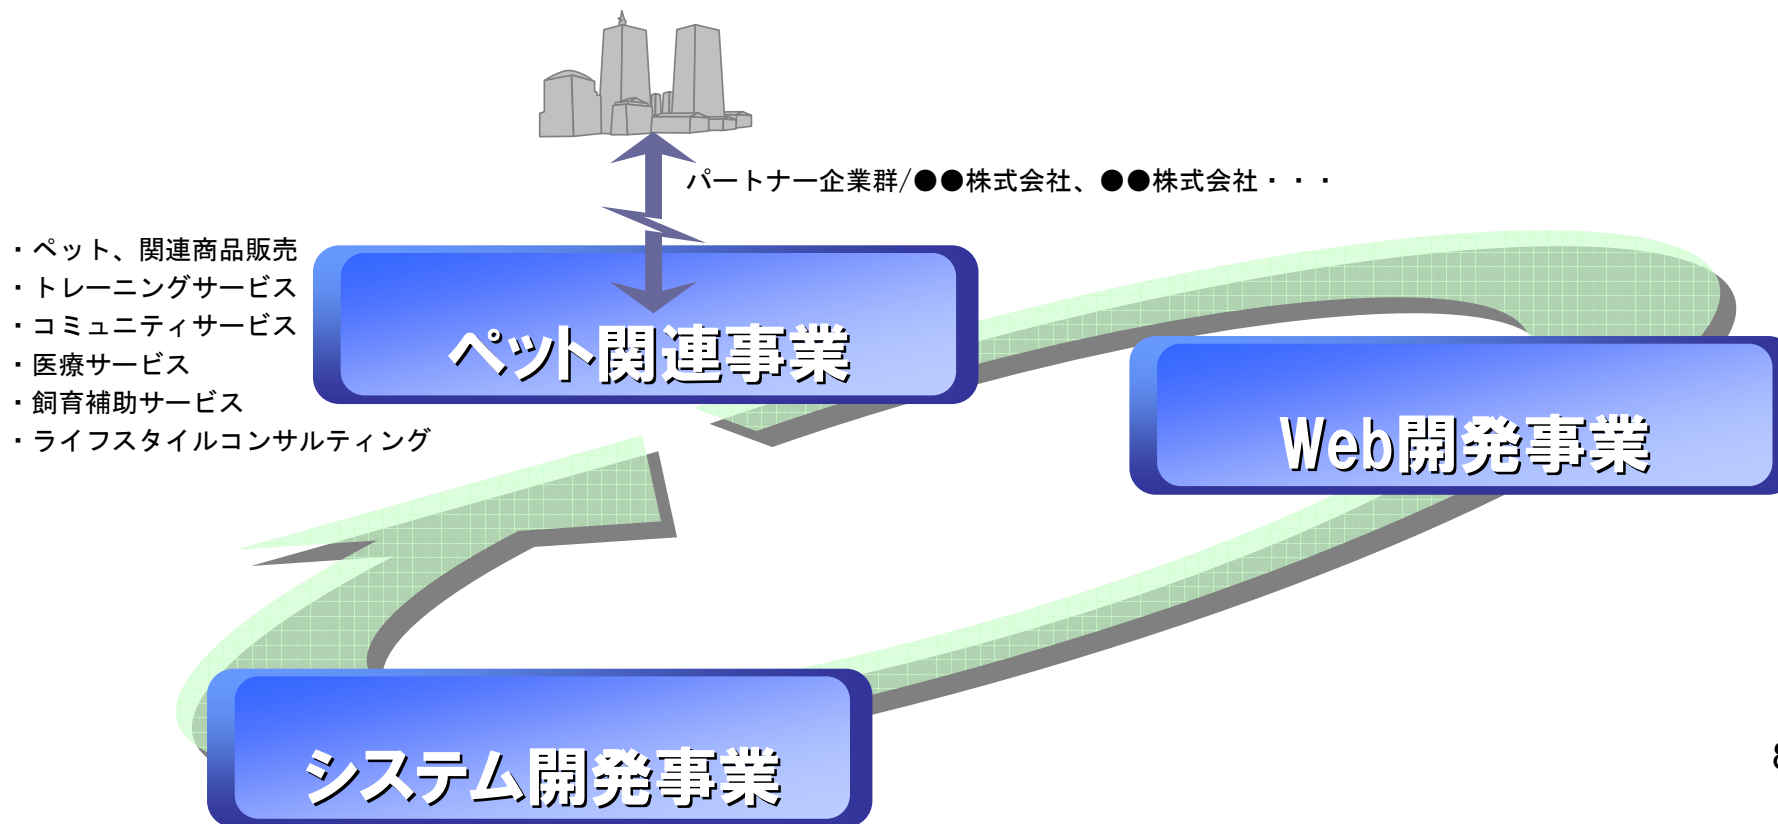 パートナー企業群/●●株式会社、●●株式会社・・・
・ペット、関連商品販売
・トレーニングサービス
・コミュニティサービス
・医療サービス
・飼育補助サービス
・ライフスタイルコンサルティング
ペット関連事業
Web開発事業
システム開発事業
8